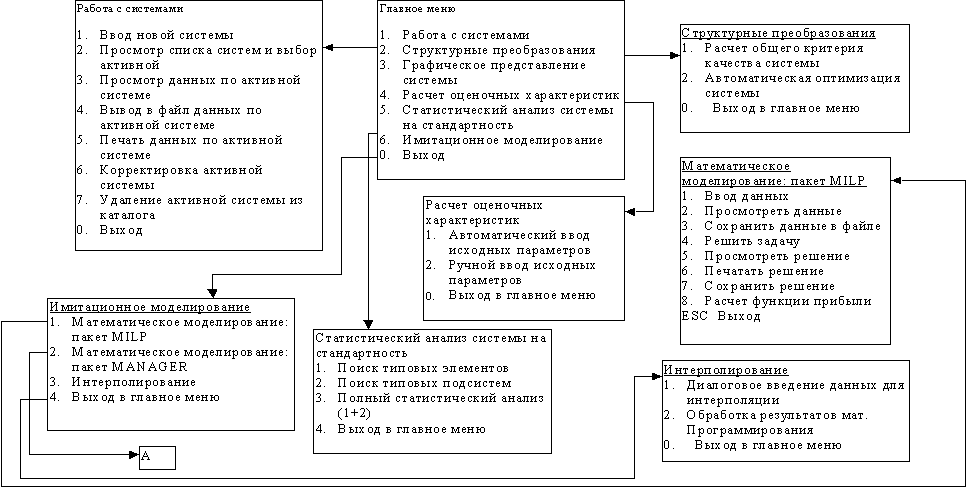 Работа с системами
1. Ввод новой системы
2. Просмотр списка систем и выбор
активной
3. Просмотр данных по активной
системе
4. Вывод в файл данных по
активной системе
5. Печать данных по активной
системе
6. Корректировка активной
системы
7. Удаление активной системы из
каталога
0. Выход
Главное меню
1. Работа с системами
2. Структурные преобразования
3. Графическое представление
системы
4. Расчет оценочных характеристик
5. Статистический анализ системы
на стандартность
6. Имитационное моделирование
0. Выход
Структурные преобразования
1. Расчет общего критерия
качества системы
2. Автоматическая оптимизация
системы
0. Выход в главное меню
Математическое
моделирование: пакет MILP
1. Ввод данных
2. Просмотреть данные
3. Сохранить данные в файле
4. Решить задачу
5. Просмотреть решение
6. Печатать решение
7. Сохранить решение
8. Расчет функции прибыли
ESC Выход
Расчет оценочных
характеристик
1. Автоматический ввод
исходных параметров
2. Ручной ввод исходных
параметров
0. Выход в главное меню
Имитационное моделирование
1. Математическое моделирование:
пакет MILP
2. Математическое моделирование:
пакет MANAGER
3. Интерполирование
4. Выход в главное меню
Статистический анализ системы на
стандартность
1. Поиск типовых элементов
2. Поиск типовых подсистем
3. Полный статистический анализ
(1+2)
4. Выход в главное меню
Интерполирование
1. Диалоговое введение данных для
интерполяции
2. Обработка результатов мат.
Программирования
0. Выход в главное меню
А